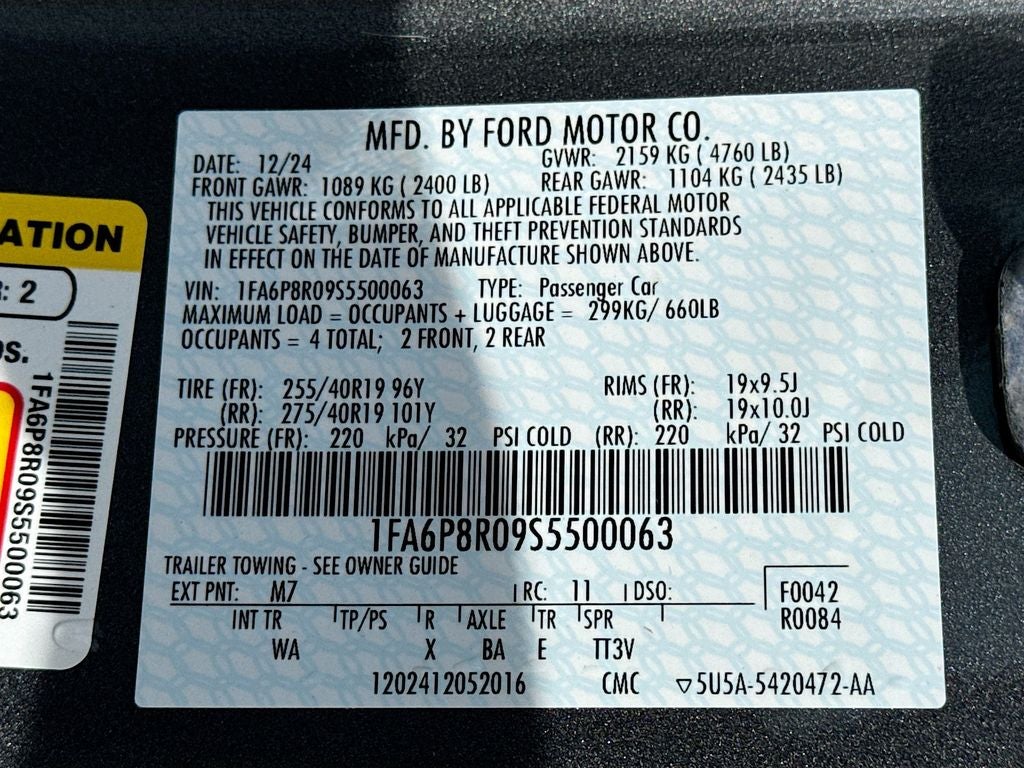 MFD. BY FORD MOTOR CO.
DATE: 12/24 GVWR: 2159 KG ( 4760 LB)
FRONT GAWR: 1089 KG ( 2400 LB) REAR GAWR: 1104 KG ( 2435 LB)
THIS VEHICLE CONFORMS TO ALL APPLICABLE FEDERAL MOTOR
VEHICLE SAFETY, BUMPER, AND THEFT PREVENTION STANDARDS
IN EFFECT ON THE DATE OF MANUFACTURE SHOWN ABOVE.
VIN: 1FA6P8R09S5500063 TYPE: Passenger Car
MAXIMUM LOAD = OCCUPANTS + LUGGAGE = 299KG/ 660LB
OCCUPANTS = 4 TOTAL; 2 FRONT, 2 REAR
TIRE (FR): 255/40R19 96Y RIMS (FR): 19x9.5J
(RR): 275/40R19 101Y (RR): 19x10.0J
PRESSURE (FR): 220 kPa/ 32 PSI COLD (RR): 220 kPa/ 32 PSI COLD
1FA6P8R09S5500063
TRAILER TOWING - SEE OWNER GUIDE
EXT PNT: M7 RC: 11 DSO: F0042
INT TR TP/PS R AXLE TR SPR R0084
WA X BA E TT3V
1202412052016 CMC ▽5U5A-5420472-AA
ATION
: 2
S.
1FA6P8R09S5500063